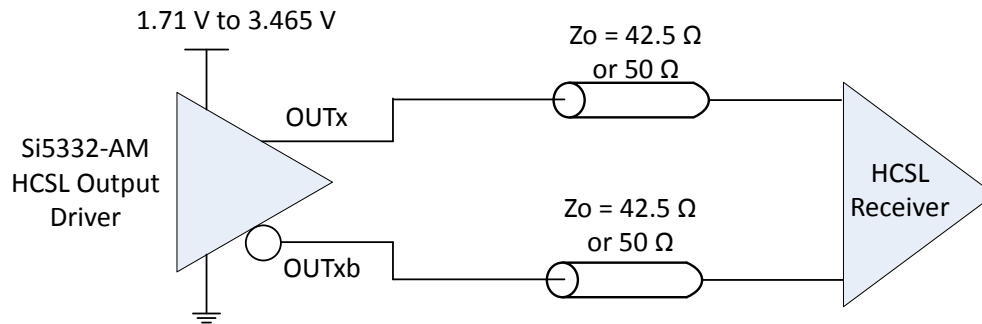 1.71 V to 3.465 V
Zo = 42.5 Ω
or 50 Ω
OUTx
Si5332-AM
HCSL Output
Driver
HCSL
Receiver
Zo = 42.5 Ω
or 50 Ω
OUTxb